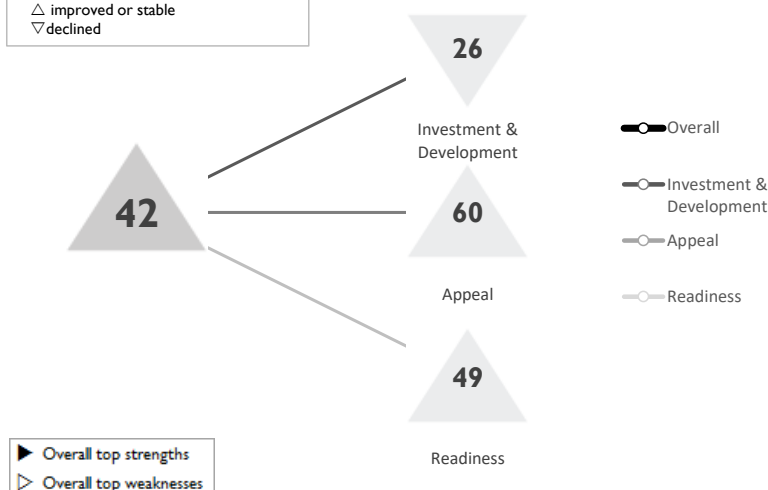 △ improved or stable
▽ declined
26
Investment &
Development
42
60
Appeal
49
Readiness
Overall
Investment &
Development
Appeal
Readiness
▶ Overall top strengths
▷ Overall top weaknesses